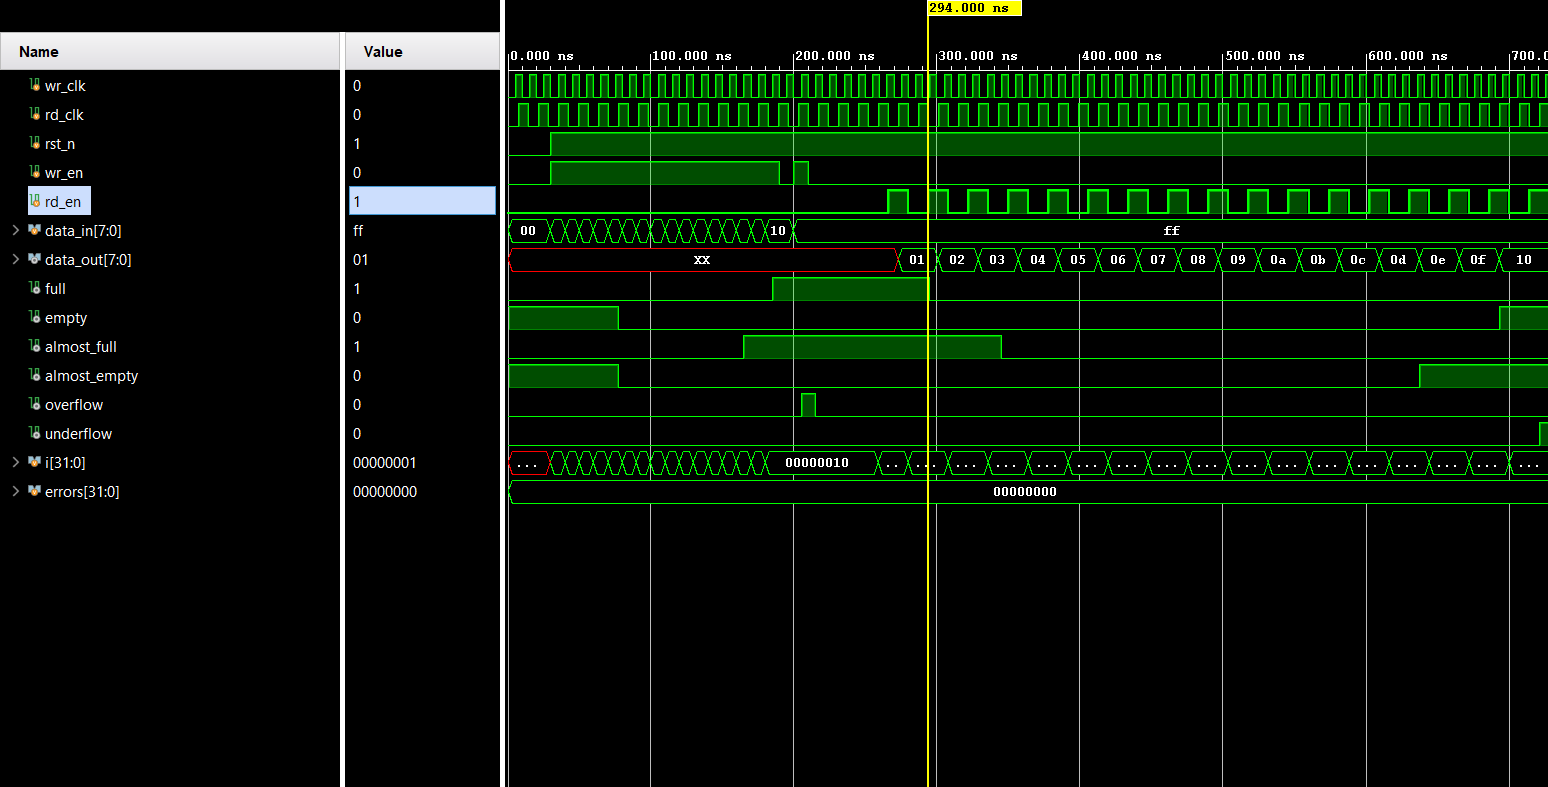 294.000 ns
Name Value
0.000 ns 100.000 ns 200.000 ns 300.000 ns 400.000 ns 500.000 ns 600.000 ns 700.0
wr_clk 0
rd_clk 0
rst_n 1
wr_en 0
rd_en 1
data_in[7:0] ff 00 10 ff
data_out[7:0] 01 XX 01 02 03 04 05 06 07 08 09 0a 0b 0c 0d 0e 0f 10
full 1
empty 0
almost_full 1
almost_empty 0
overflow 0
underflow 0
i[31:0] 00000001 ... 00000010 ... ... ... ... ... ... ... ... ... ... ... ... ... ... ... ... ...
errors[31:0] 00000000 00000000